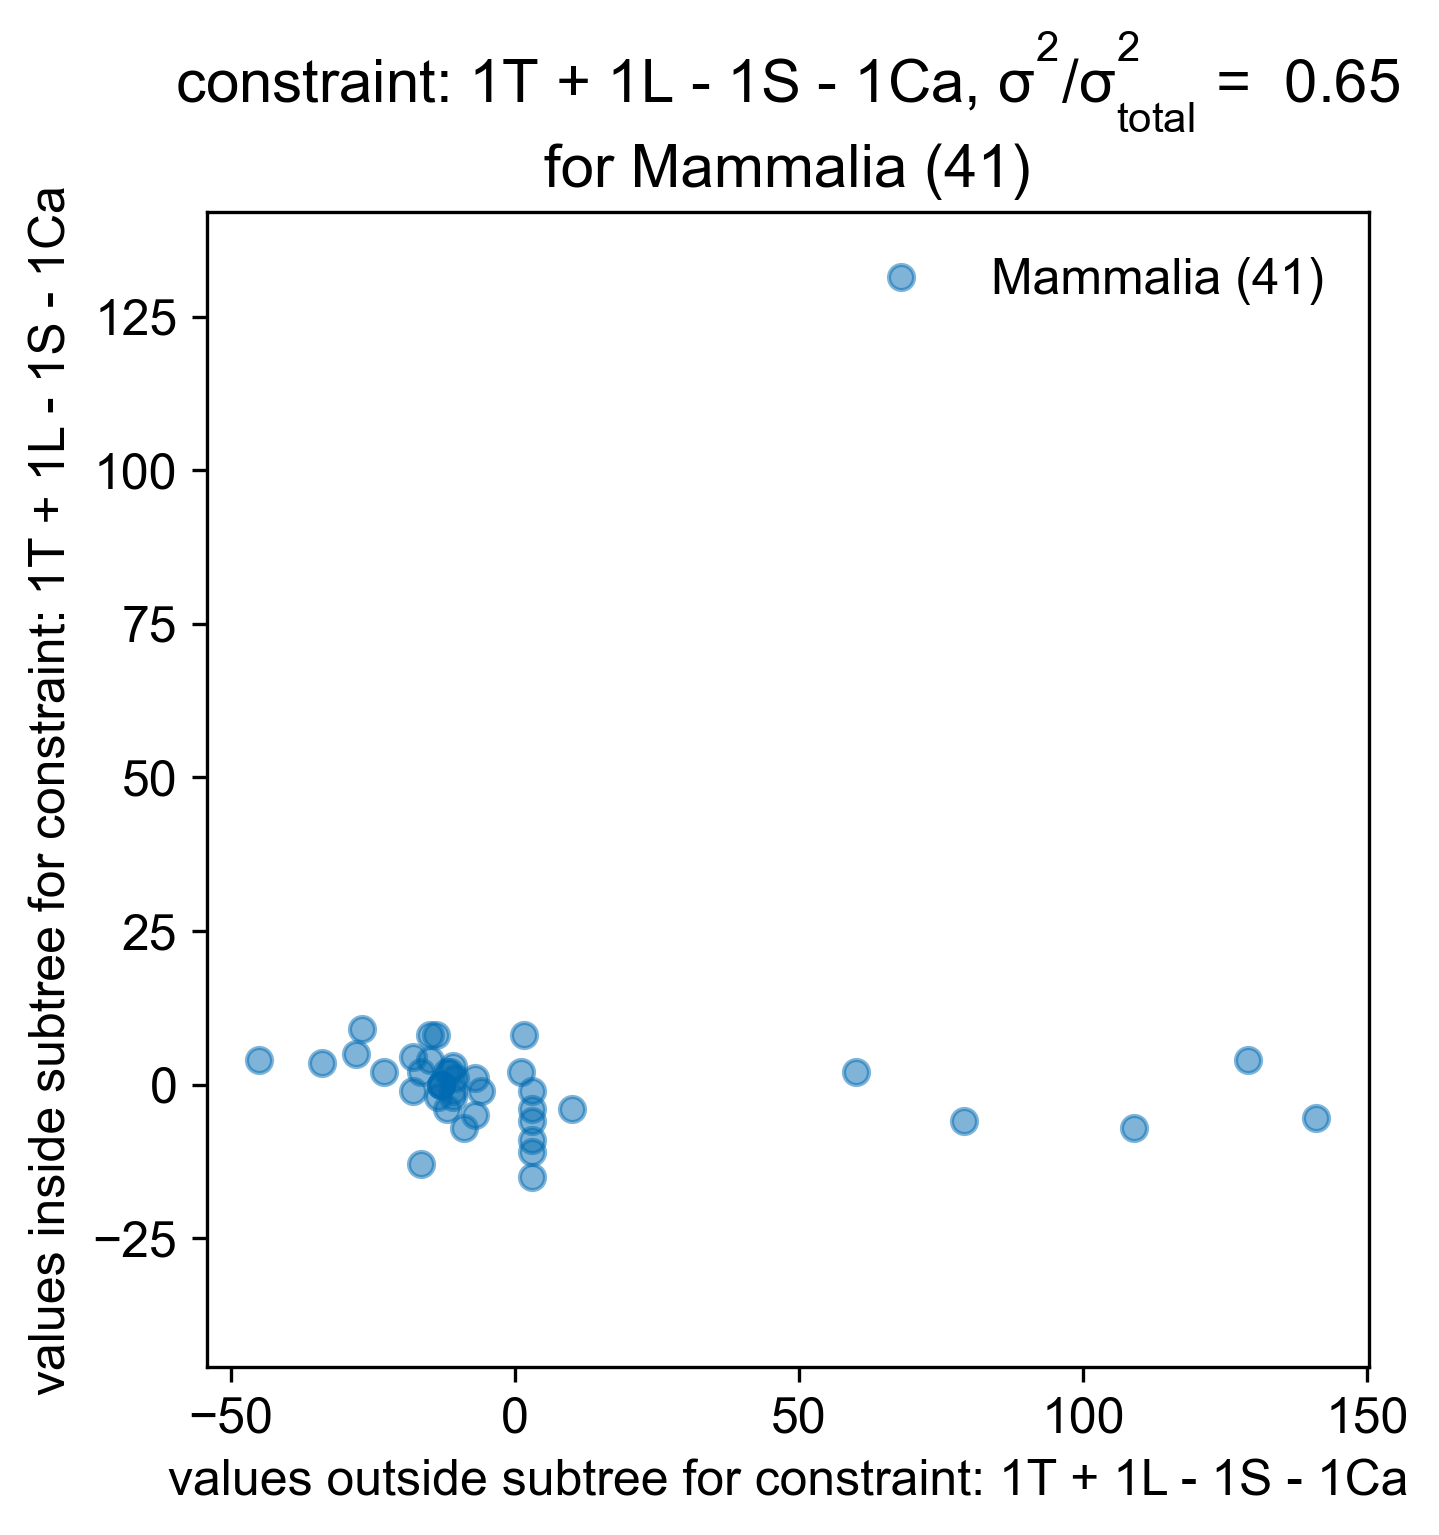 constraint: 1T + 1L - 1S - 1Ca, σ²/σ²total = 0.65
for Mammalia (41)
Mammalia (41)
values inside subtree for constraint: 1T + 1L - 1S - 1Ca
125
100
75
50
25
0
−25
−50
0
50
100
150
values outside subtree for constraint: 1T + 1L - 1S - 1Ca